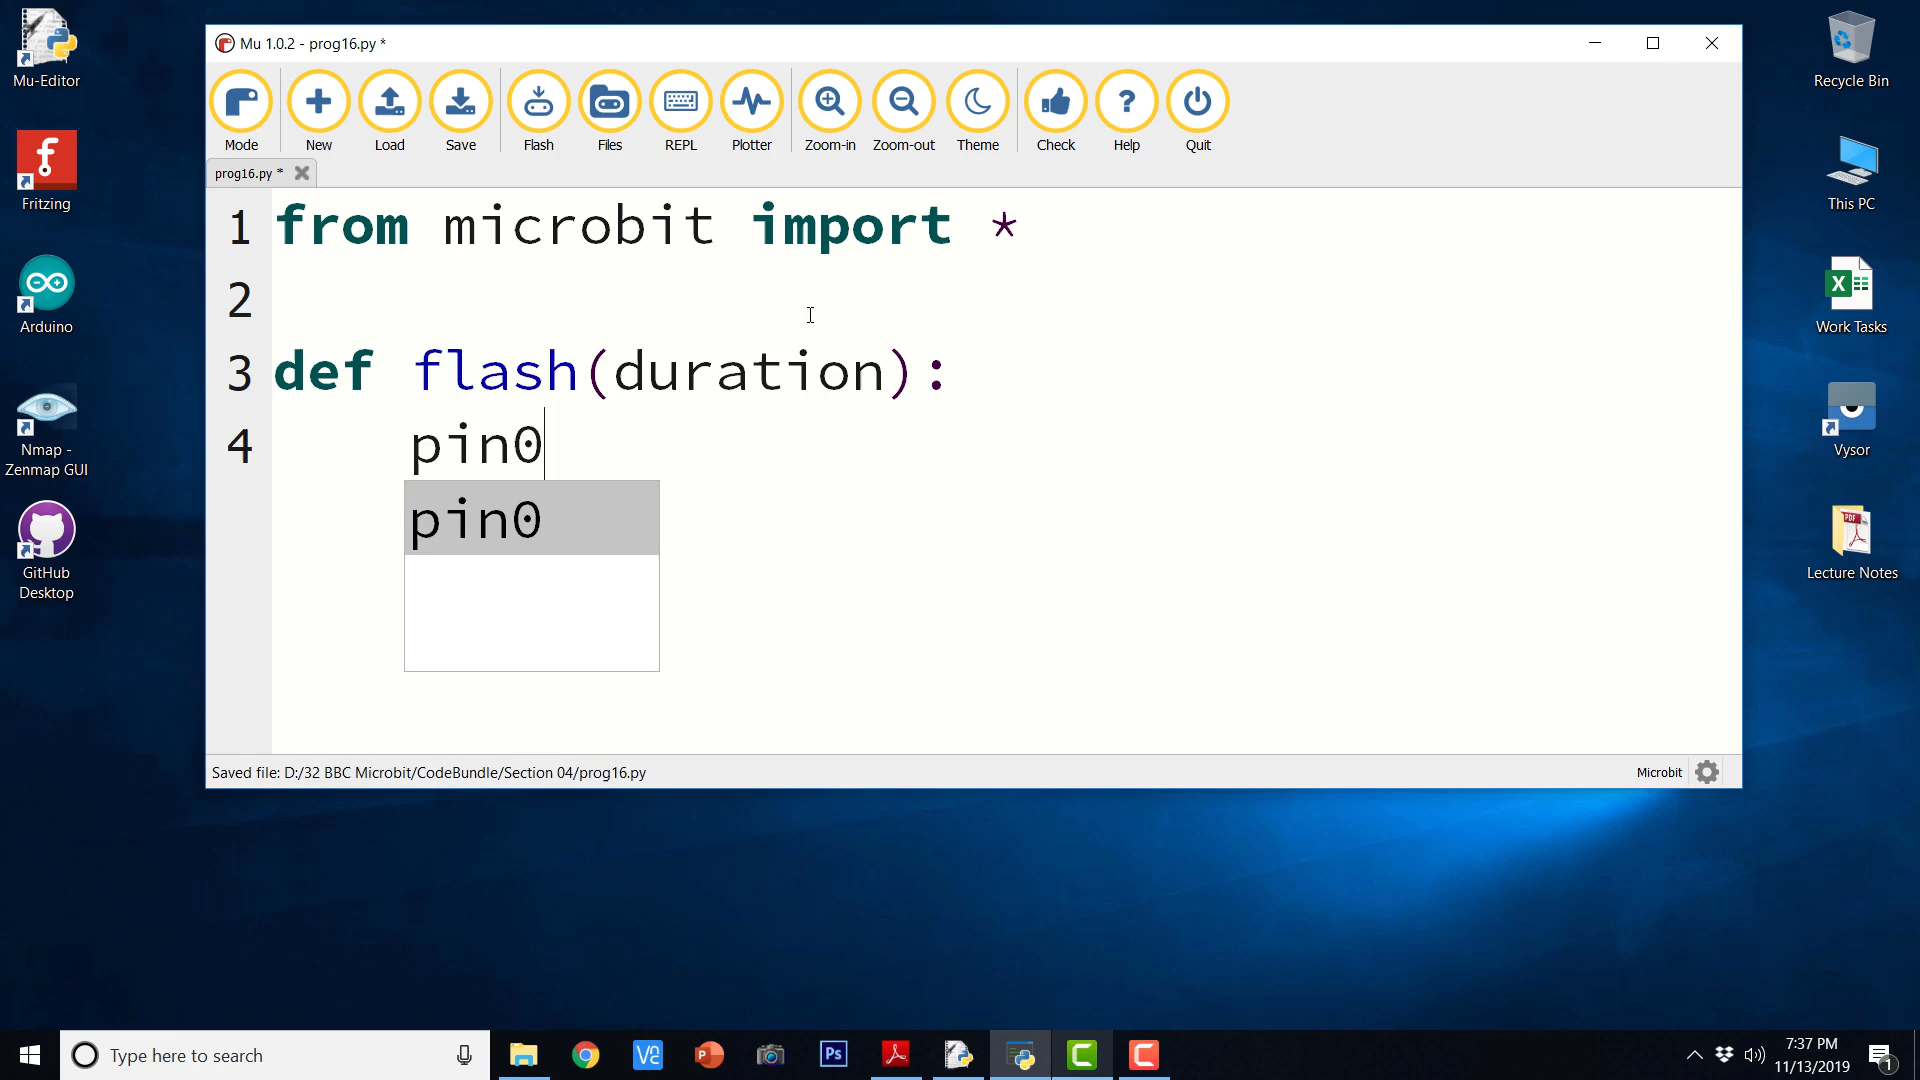 Mu-Editor
Fritzing
Arduino
Nmap -
Zenmap GUI
GitHub
Desktop
Mu 1.0.2 - prog16.py *
Mode
New
Load
Save
Flash
Files
REPL
Plotter
Zoom-in
Zoom-out
Theme
Check
Help
Quit
prog16.py *
1 from microbit import *
2
3 def flash(duration):
4 pin0
pin0
Saved file: D:/32 BBC Microbit/CodeBundle/Section 04/prog16.py
Microbit
Recycle Bin
This PC
Work Tasks
Vysor
PDF
Lecture Notes
Type here to search
Ps
7:37 PM
11/13/2019
1